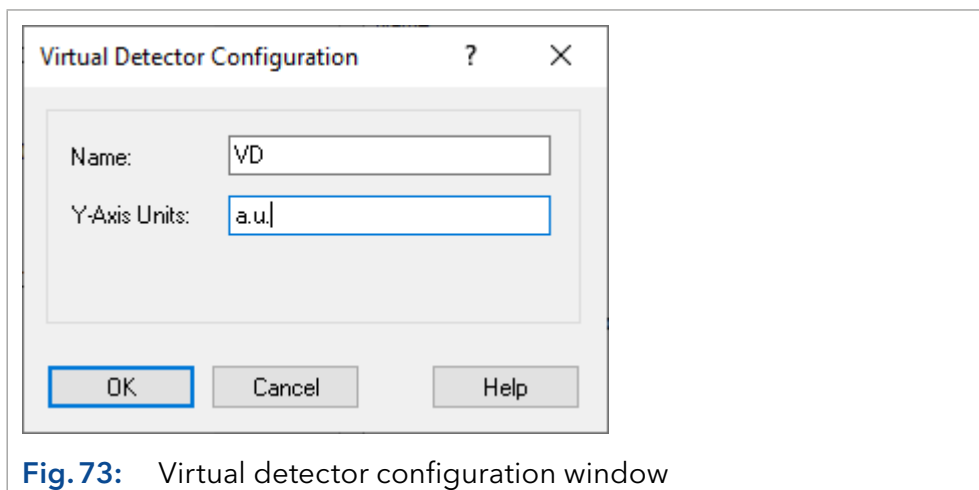 Virtual Detector Configuration ? ×
Name: VD
Y-Axis Units: a.u.
OK Cancel Help
Fig. 73: Virtual detector configuration window